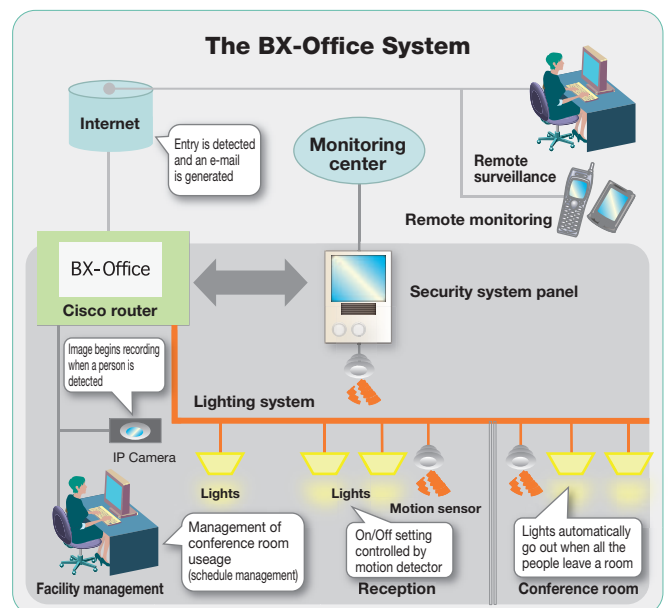 The BX-Office System
Internet
Entry is detected
and an e-mail
is generated
Monitoring
center
Remote
surveillance
Remote monitoring
BX-Office
Cisco router
Security system panel
Image begins recording
when a person is
detected
Lighting system
IP Camera
Lights
Lights
Motion sensor
Management of
conference room
useage
(schedule management)
On/Off setting
controlled by
motion detector
Lights automatically
go out when all the
people leave a room
Facility management
Reception
Conference room